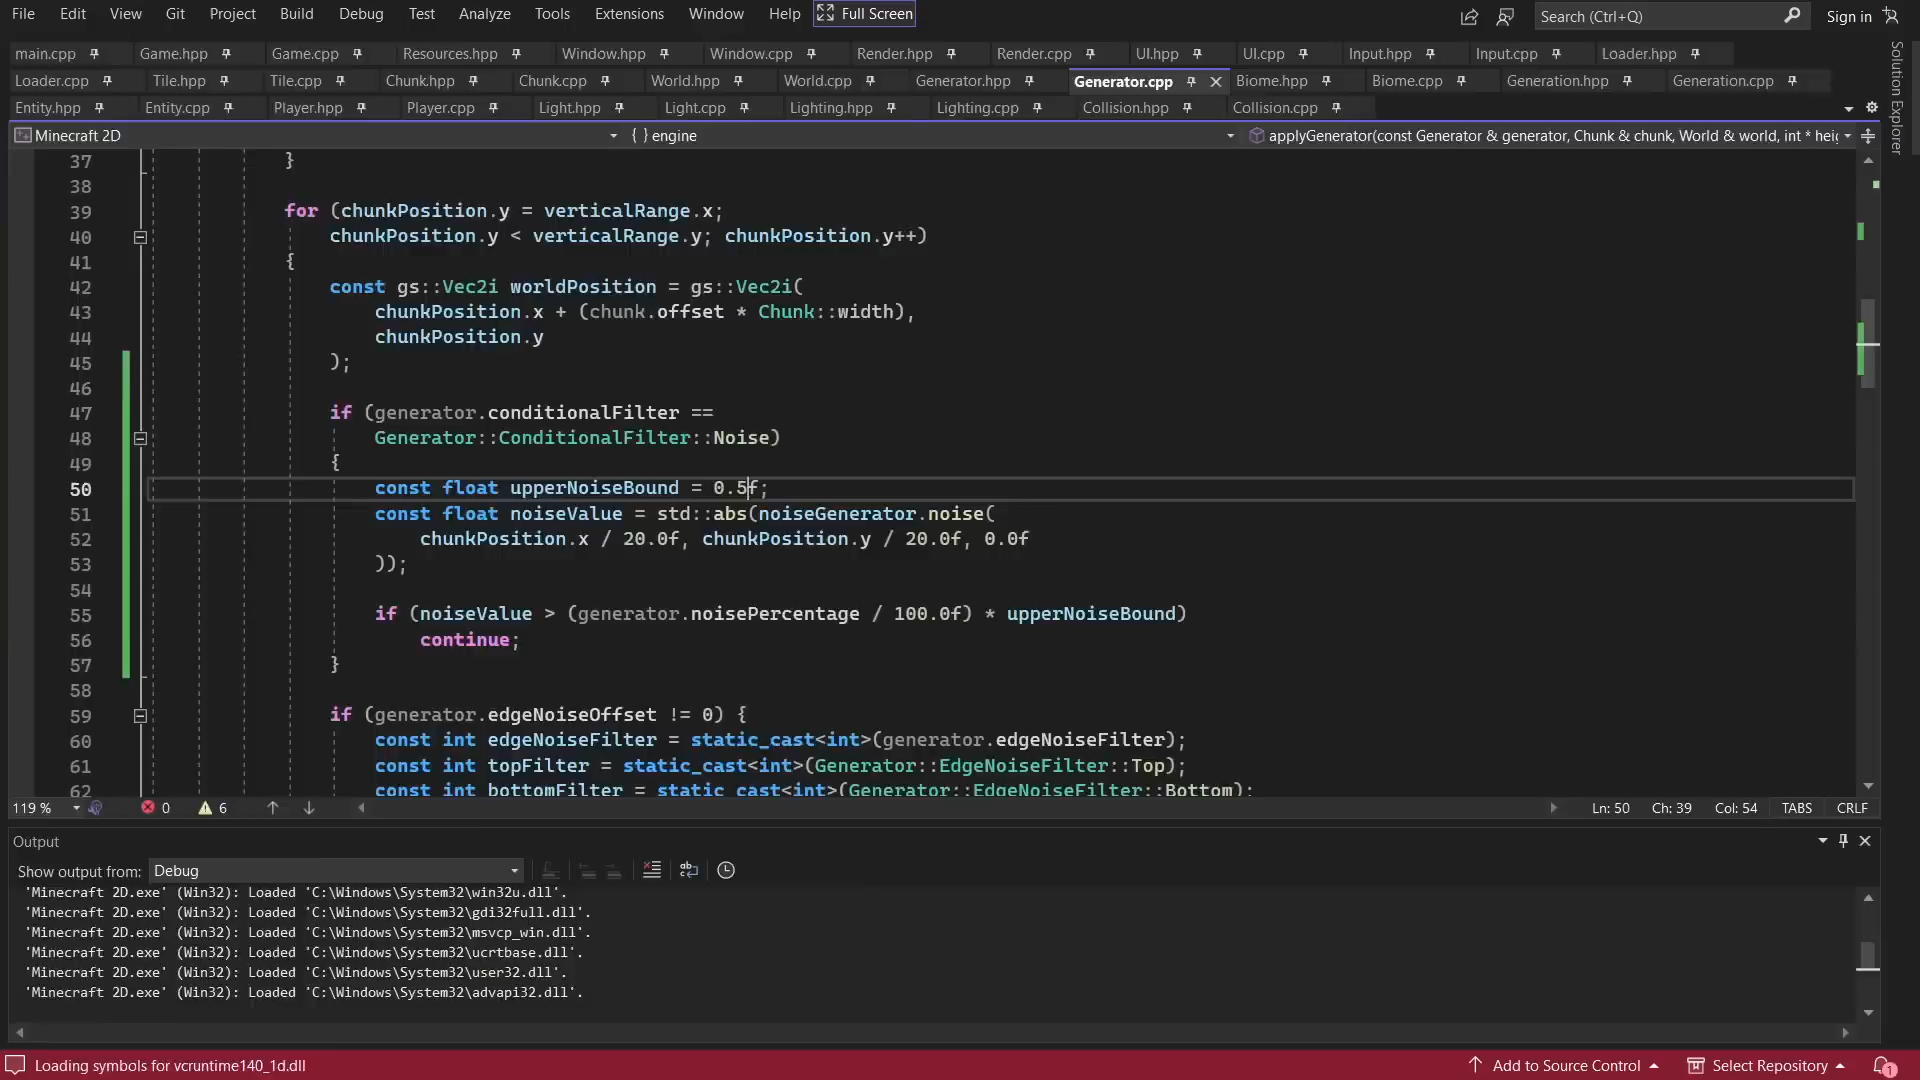 File Edit View Git Project Build Debug Test Analyze Tools Extensions Window Help Full Screen Search (Ctrl+Q) Sign in
main.cpp Game.hpp Game.cpp Resources.hpp Window.hpp Window.cpp Render.hpp Render.cpp UI.hpp UI.cpp Input.hpp Input.cpp Loader.hpp
Loader.cpp Tile.hpp Tile.cpp Chunk.hpp Chunk.cpp World.hpp World.cpp Generator.hpp Generator.cpp Biome.hpp Biome.cpp Generation.hpp Generation.cpp
Entity.hpp Entity.cpp Player.hpp Player.cpp Light.hpp Light.cpp Lighting.hpp Lighting.cpp Collision.hpp Collision.cpp
Solution Explorer
Minecraft 2D { } engine applyGenerator(const Generator & generator, Chunk & chunk, World & world, int * hei
37 }
38
39 for (chunkPosition.y = verticalRange.x;
40 chunkPosition.y < verticalRange.y; chunkPosition.y++)
41 {
42 const gs::Vec2i worldPosition = gs::Vec2i(
43 chunkPosition.x + (chunk.offset * Chunk::width),
44 chunkPosition.y
45 );
46
47 if (generator.conditionalFilter ==
48 Generator::ConditionalFilter::Noise)
49 {
50 const float upperNoiseBound = 0.5f;
51 const float noiseValue = std::abs(noiseGenerator.noise(
52 chunkPosition.x / 20.0f, chunkPosition.y / 20.0f, 0.0f
53 ));
54
55 if (noiseValue > (generator.noisePercentage / 100.0f) * upperNoiseBound)
56 continue;
57 }
58
59 if (generator.edgeNoiseOffset != 0) {
60 const int edgeNoiseFilter = static_cast<int>(generator.edgeNoiseFilter);
61 const int topFilter = static_cast<int>(Generator::EdgeNoiseFilter::Top);
62 const int bottomFilter = static_cast<int>(Generator::EdgeNoiseFilter::Bottom);
119 % 0 6 Ln: 50 Ch: 39 Col: 54 TABS CRLF
Output
Show output from: Debug
'Minecraft 2D.exe' (Win32): Loaded 'C:\Windows\System32\win32u.dll'.
'Minecraft 2D.exe' (Win32): Loaded 'C:\Windows\System32\gdi32full.dll'.
'Minecraft 2D.exe' (Win32): Loaded 'C:\Windows\System32\msvcp_win.dll'.
'Minecraft 2D.exe' (Win32): Loaded 'C:\Windows\System32\ucrtbase.dll'.
'Minecraft 2D.exe' (Win32): Loaded 'C:\Windows\System32\user32.dll'.
'Minecraft 2D.exe' (Win32): Loaded 'C:\Windows\System32\advapi32.dll'.
Loading symbols for vcruntime140_1d.dll Add to Source Control Select Repository 1